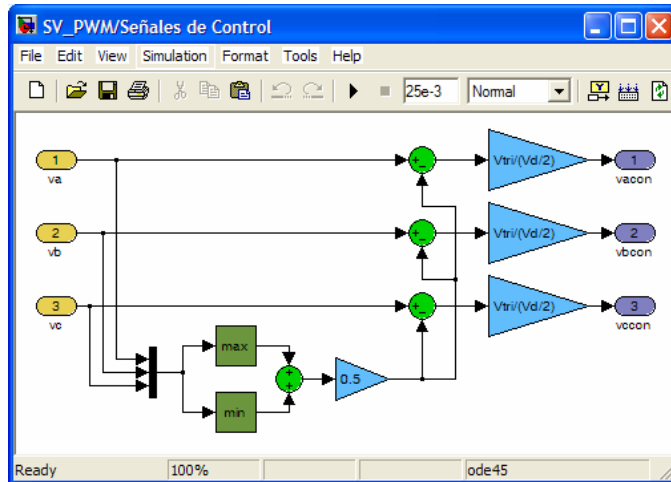 SV_PWM/Señales de Control
File Edit View Simulation Format Tools Help
25e-3 Normal
1 Vtri/(Vd/2) 1
va vacon
2 Vtri/(Vd/2) 2
vb vbcon
3 Vtri/(Vd/2) 3
vc vccon
max
0.5
min
Ready 100% ode45